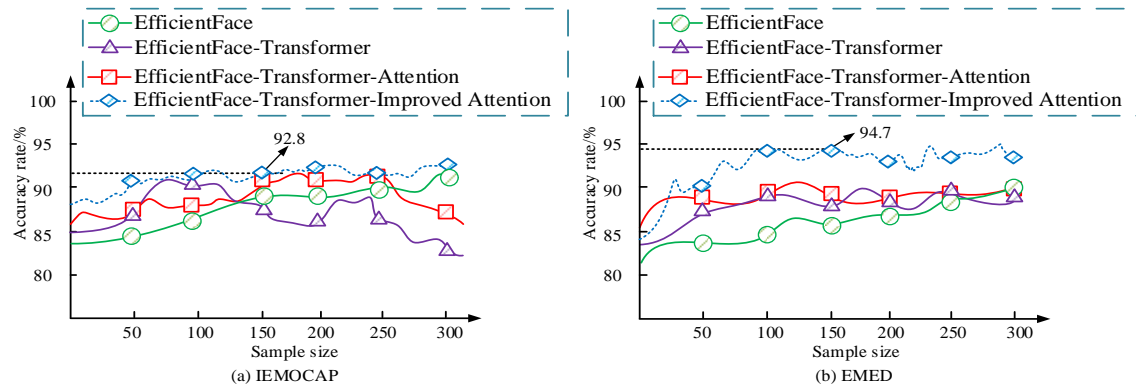 EfficientFace
EfficientFace-Transformer
EfficientFace-Transformer-Attention
EfficientFace-Transformer-Improved Attention
Accuracy rate/%
100
95
90
85
80
92.8
50
100
150
200
250
300
Sample size
(a) IEMOCAP
EfficientFace
EfficientFace-Transformer
EfficientFace-Transformer-Attention
EfficientFace-Transformer-Improved Attention
Accuracy rate/%
100
95
90
85
80
94.7
50
100
150
200
250
300
Sample size
(b) EMED